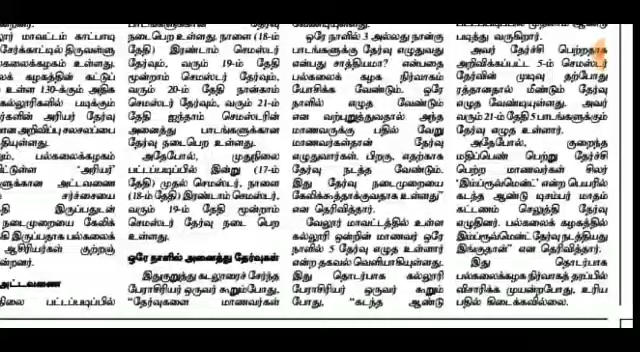 லூர் மாவட்டம் காட்பாடி
சேர்க்காட்டில் திருவள்ளு
பகலைகழகம் உள்ளது.
லக் கழகத்தின் கட்டுப்
உள்ள 130-க்கும் அதிக
கல்லூரிகளில் படிக்கும்
ர்களின் அரியர் தேர்வு
ான அறிவிப்பு சலசலப்பை
தியுள்ளது.
ம், பல்கலைக்கழகம்
ட்டுள்ள "அரியர்"
ளுக்கான அட்டவணை
சர்ச்சையை
தி இருப்பதுடன்
நடைமுறையை கேலிக்
கி இருப்பதாக பல்கலைக்
ஆசிரியர்கள் குற்றஞ்
ன்றனர்.
அட்டவணை
நிலை பட்டப்படிப்பில்
நடைபெற உள்ளது. நாளை (18-ம்
தேதி) இரண்டாம் செமஸ்டர்
தேர்வும், வரும் 19-ம் தேதி
மூன்றாம் செமஸ்டர் தேர்வும்,
வரும் 20-ம் தேதி நான்காம்
செமஸ்டர் தேர்வும், வரும் 21-ம்
தேதி ஐந்தாம் செமஸ்டரின்
அனைத்து பாடங்களுக்கான
தேர்வு நடைபெற உள்ளது.
அதேபோல், முதுநிலை
பட்டப்படிப்பில் இன்று (17-ம்
தேதி) முதல் செமஸ்டர், நாளை
(18-ம் தேதி) இரண்டாம் செமஸ்டர்,
வரும் 19-ம் தேதி மூன்றாம்
செமஸ்டர் தேர்வு நடை பெற
உள்ளது.
ஒரே நாளில் அனைத்து தேர்வுகள்
இதுகுறுத்து கடலூரைச் சேர்ந்த
பேராசிரியர் ஒருவர் கூறும்போது,
"தேர்வுகளை மாணவர்கள்
ஒரே நாளில் 3 அல்லது நான்கு
பாடங்களுக்கு தேர்வு எழுதுவது
என்பது சாத்தியமா? என்பதை
பல்கலைக் கழக நிர்வாகம்
யோசிக்க வேண்டும். ஒரே
நாளில் எழுத வேண்டும்
என வற்புறுத்துவதால் அந்த
மாணவருக்கு பதில் வேறு
மாணவர்கள்தான் தேர்வு
எழுதுவார்கள். பிறகு, எதற்காக
தேர்வு நடத்த வேண்டும்.
இது தேர்வு நடைமுறையை
கேலிக்கூத்தாக்குவதாக உள்ளது"
என தெரிவித்தார்.
வேலூர் மாவட்டத்தில் உள்ள
கல்லூரி ஒன்றின் மாணவர் ஒரே
நாளில் 5 தேர்வு எழுத உள்ளார்
என்ற தகவல் வெளியாகியுள்ளது.
இது தொடர்பாக கல்லூரி
பேராசிரியர் ஒருவர் கூறும்
போது, "கடந்த ஆண்டு
படித்து வருகிறார்.
அவர் தேர்ச்சி பெற்றதாக
அறிவிக்கப்பட்ட 5-ம் செமஸ்டர்
தேர்வின் முடிவு தற்போது
ரத்தானதால் மீண்டும் தேர்வு
எழுத வேண்டியுள்ளது. அவர்
வரும் 21-ம் தேதி 5 பாடங்களுக்கும்
தேர்வு எழுத உள்ளார்.
அதேபோல், குறைந்த
மதிப்பெண் பெற்று தேர்ச்சி
பெற்ற மாணவர்கள் சிலர்
'இம்ப்ரூவ்மென்ட்' என்ற பெயரில்
கடந்த ஆண்டு டிசம்பர் மாதம்
கட்டணம் செலுத்தி தேர்வு
எழுதினர். பல்கலைக் கழகத்தில்
இம்ப்ரூவ்மென்ட் தேர்வு நடத்தியது
இங்குதான்" என தெரிவித்தார்.
இது தொடர்பாக
பல்கலைக்கழக நிர்வாகத் தரப்பில்
விசாரிக்க முயன்றபோது, உரிய
பதில் கிடைக்கவில்லை.